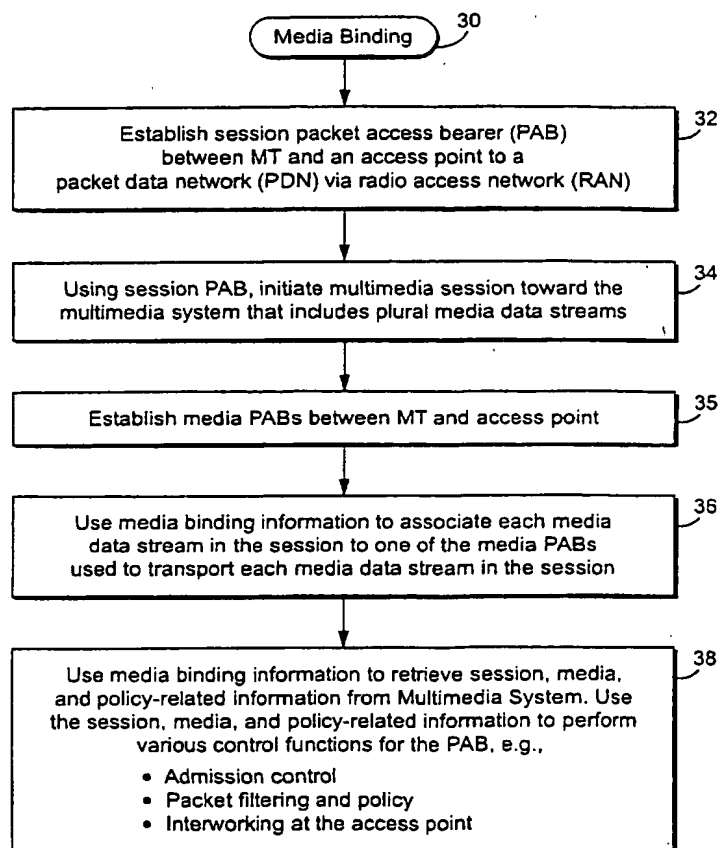 Media Binding
30
Establish session packet access bearer (PAB)
between MT and an access point to a
packet data network (PDN) via radio access network (RAN)
32
Using session PAB, initiate multimedia session toward the
multimedia system that includes plural media data streams
34
Establish media PABs between MT and access point
35
Use media binding information to associate each media
data stream in the session to one of the media PABs
used to transport each media data stream in the session
36
Use media binding information to retrieve session, media,
and policy-related information from Multimedia System. Use
the session, media, and policy-related information to perform
various control functions for the PAB, e.g.,
• Admission control
• Packet filtering and policy
• Interworking at the access point
38